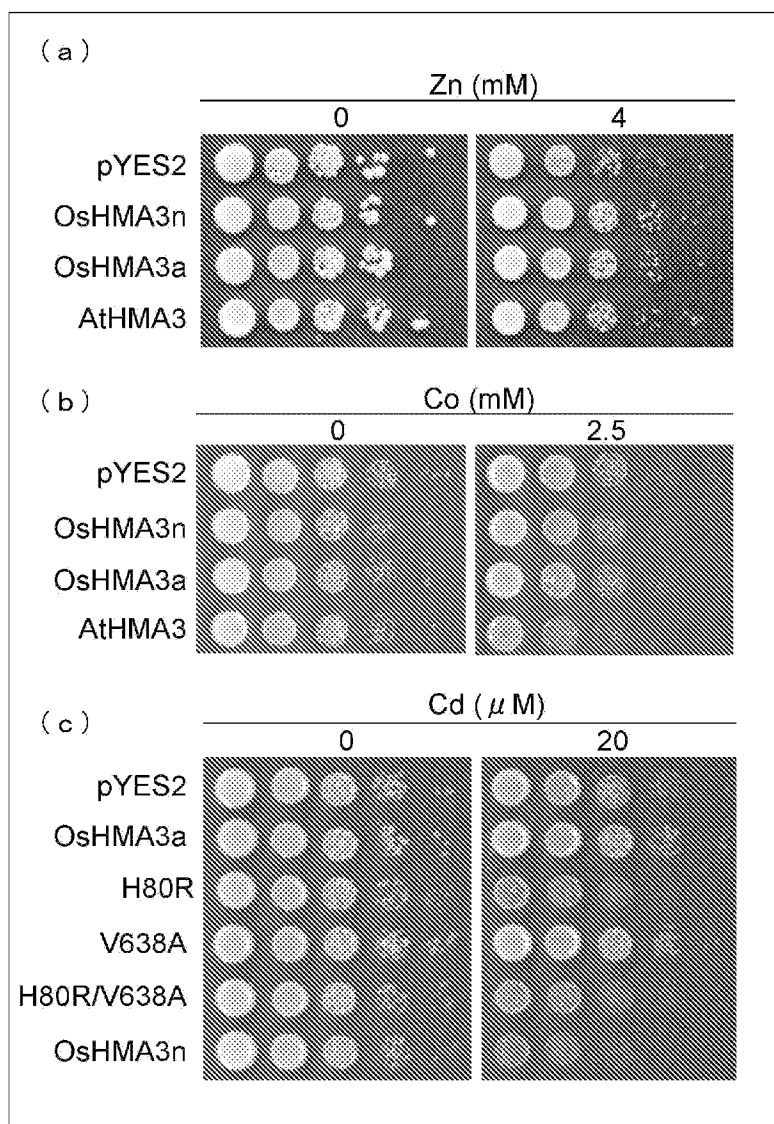 (a)
Zn (mM)
0 4
pYES2
OsHMA3n
OsHMA3a
AtHMA3
(b)
Co (mM)
0 2.5
pYES2
OsHMA3n
OsHMA3a
AtHMA3
(c)
Cd (μM)
0 20
pYES2
OsHMA3a
H80R
V638A
H80R/V638A
OsHMA3n